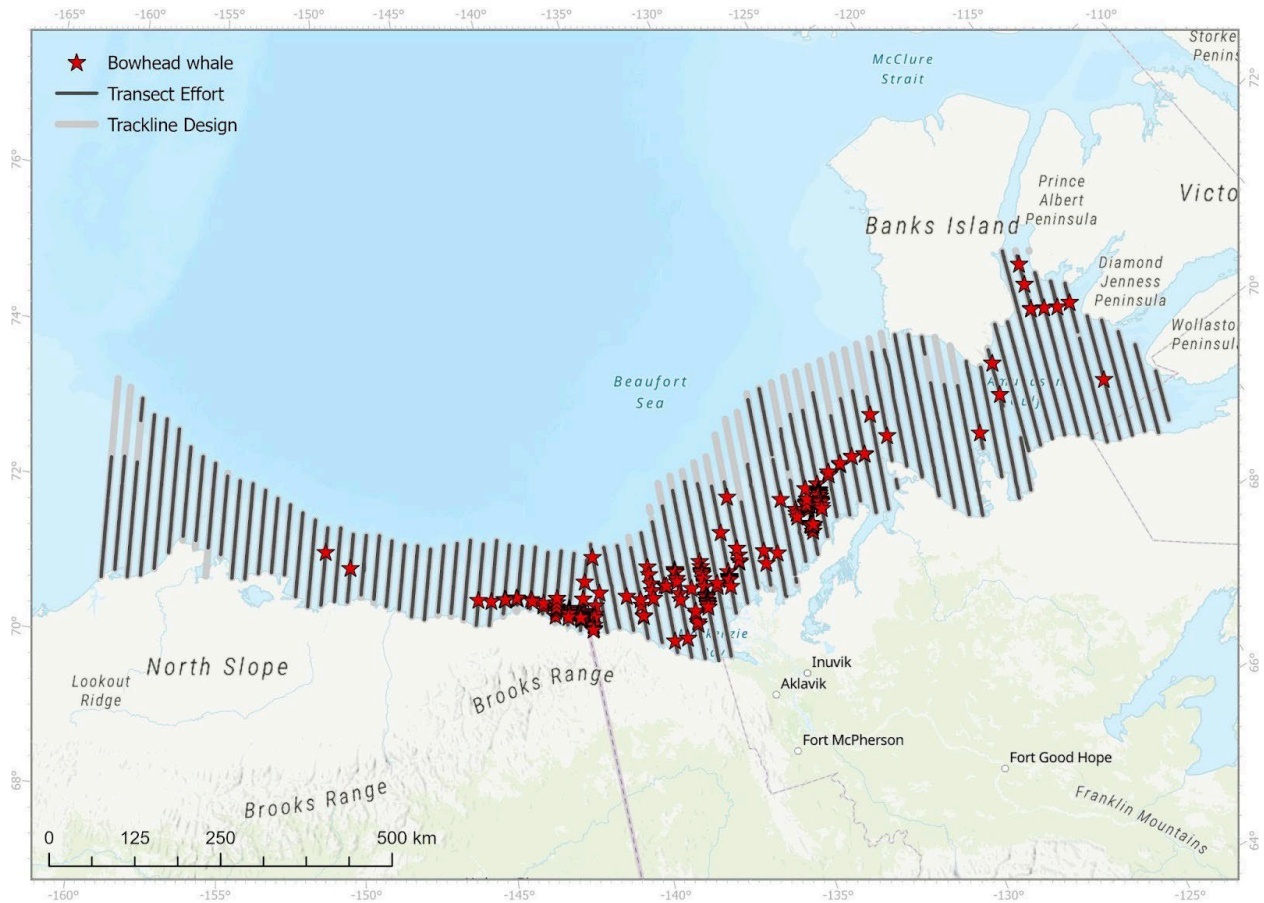 -165°
-160°
-155°
-150°
-145°
-140°
-135°
-130°
-125°
-120°
-115°
-110°
Bowhead whale
Transect Effort
Trackline Design
McClure
Strait
Storke
Penins
72°
76°
Prince
Albert
Peninsula
Victo
Banks Island
Diamond
Jenness
Peninsula
70°
74°
Wollasto
Peninsul
Beaufort
Sea
72°
68°
70°
North Slope
Lookout
Ridge
Brooks Range
Inuvik
Aklavik
66°
Fort McPherson
Fort Good Hope
68°
Brooks Range
Franklin Mountains
64°
0 125 250 500 km
-160°
-155°
-150°
-145°
-140°
-135°
-130°
-125°